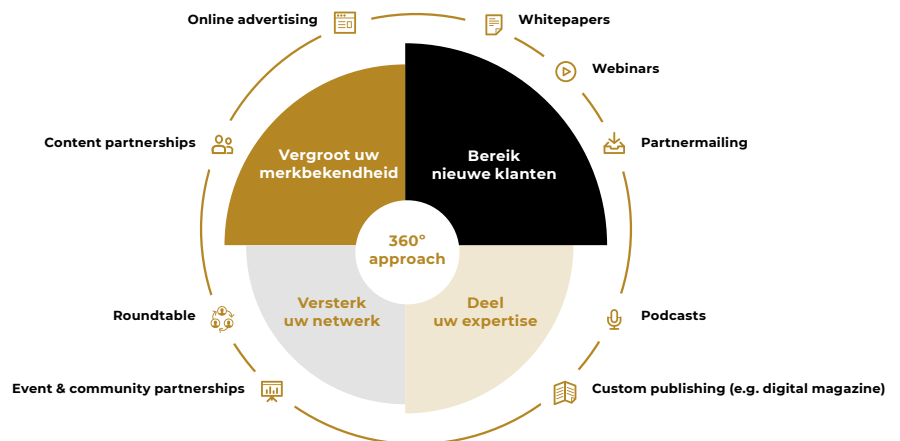 Online advertising
Whitepapers
Webinars
Content partnerships
Partnermailing
Vergroot uw
merkbekendheid
Bereik
nieuwe klanten
360°
approach
Versterk
uw netwerk
Deel
uw expertise
Roundtable
Podcasts
Event & community partnerships
Custom publishing (e.g. digital magazine)